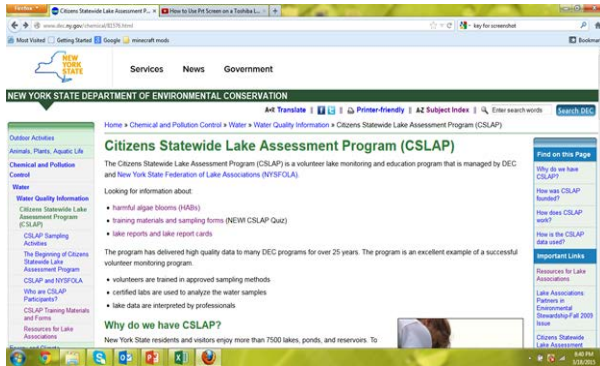 Firefox
Citizens Statewide Lake Assessment P...
How to Use Prt Screen on a Toshiba L...
www.dec.ny.gov/chemical/81576.html
key for screenshot
Most Visited
Getting Started
Google
minecraft mods
Bookmar
NEW
YORK
STATE
Services
News
Government
NEW YORK STATE DEPARTMENT OF ENVIRONMENTAL CONSERVATION
Translate
Printer-friendly
A-Z Subject Index
Enter search words
Search DEC
Home » Chemical and Pollution Control » Water » Water Quality Information » Citizens Statewide Lake Assessment Program (CSLAP)
Outdoor Activities
Animals, Plants, Aquatic Life
Chemical and Pollution
Control
Water
Water Quality Information
Citizens Statewide Lake
Assessment Program
(CSLAP)
CSLAP Sampling
Activities
The Beginning of Citizens
Statewide Lake
Assessment Program
CSLAP and NYSFOLA
Who are CSLAP
Participants?
CSLAP Training Materials
and Forms
Resources for Lake
Associations
Citizens Statewide Lake Assessment Program (CSLAP)
The Citizens Statewide Lake Assessment Program (CSLAP) is a volunteer lake monitoring and education program that is managed by DEC
and New York State Federation of Lake Associations (NYSFOLA).
Looking for information about:
• harmful algae blooms (HABs)
• training materials and sampling forms (NEW! CSLAP Quiz)
• lake reports and lake report cards
The program has delivered high quality data to many DEC programs for over 25 years. The program is an excellent example of a successful
volunteer monitoring program.
• volunteers are trained in approved sampling methods
• certified labs are used to analyze the water samples
• lake data are interpreted by professionals
Why do we have CSLAP?
New York State residents and visitors enjoy more than 7500 lakes, ponds, and reservoirs. To
Find on this Page
Why do we have
CSLAP?
How was CSLAP
founded?
How does CSLAP
work?
How is the CSLAP
data used?
Important Links
Resources for Lake
Associations
Lake Associations:
Partners in
Environmental
Stewardship-Fall 2009
Issue
Citizens Statewide
Lake Assessment
8:40 PM
3/18/2015